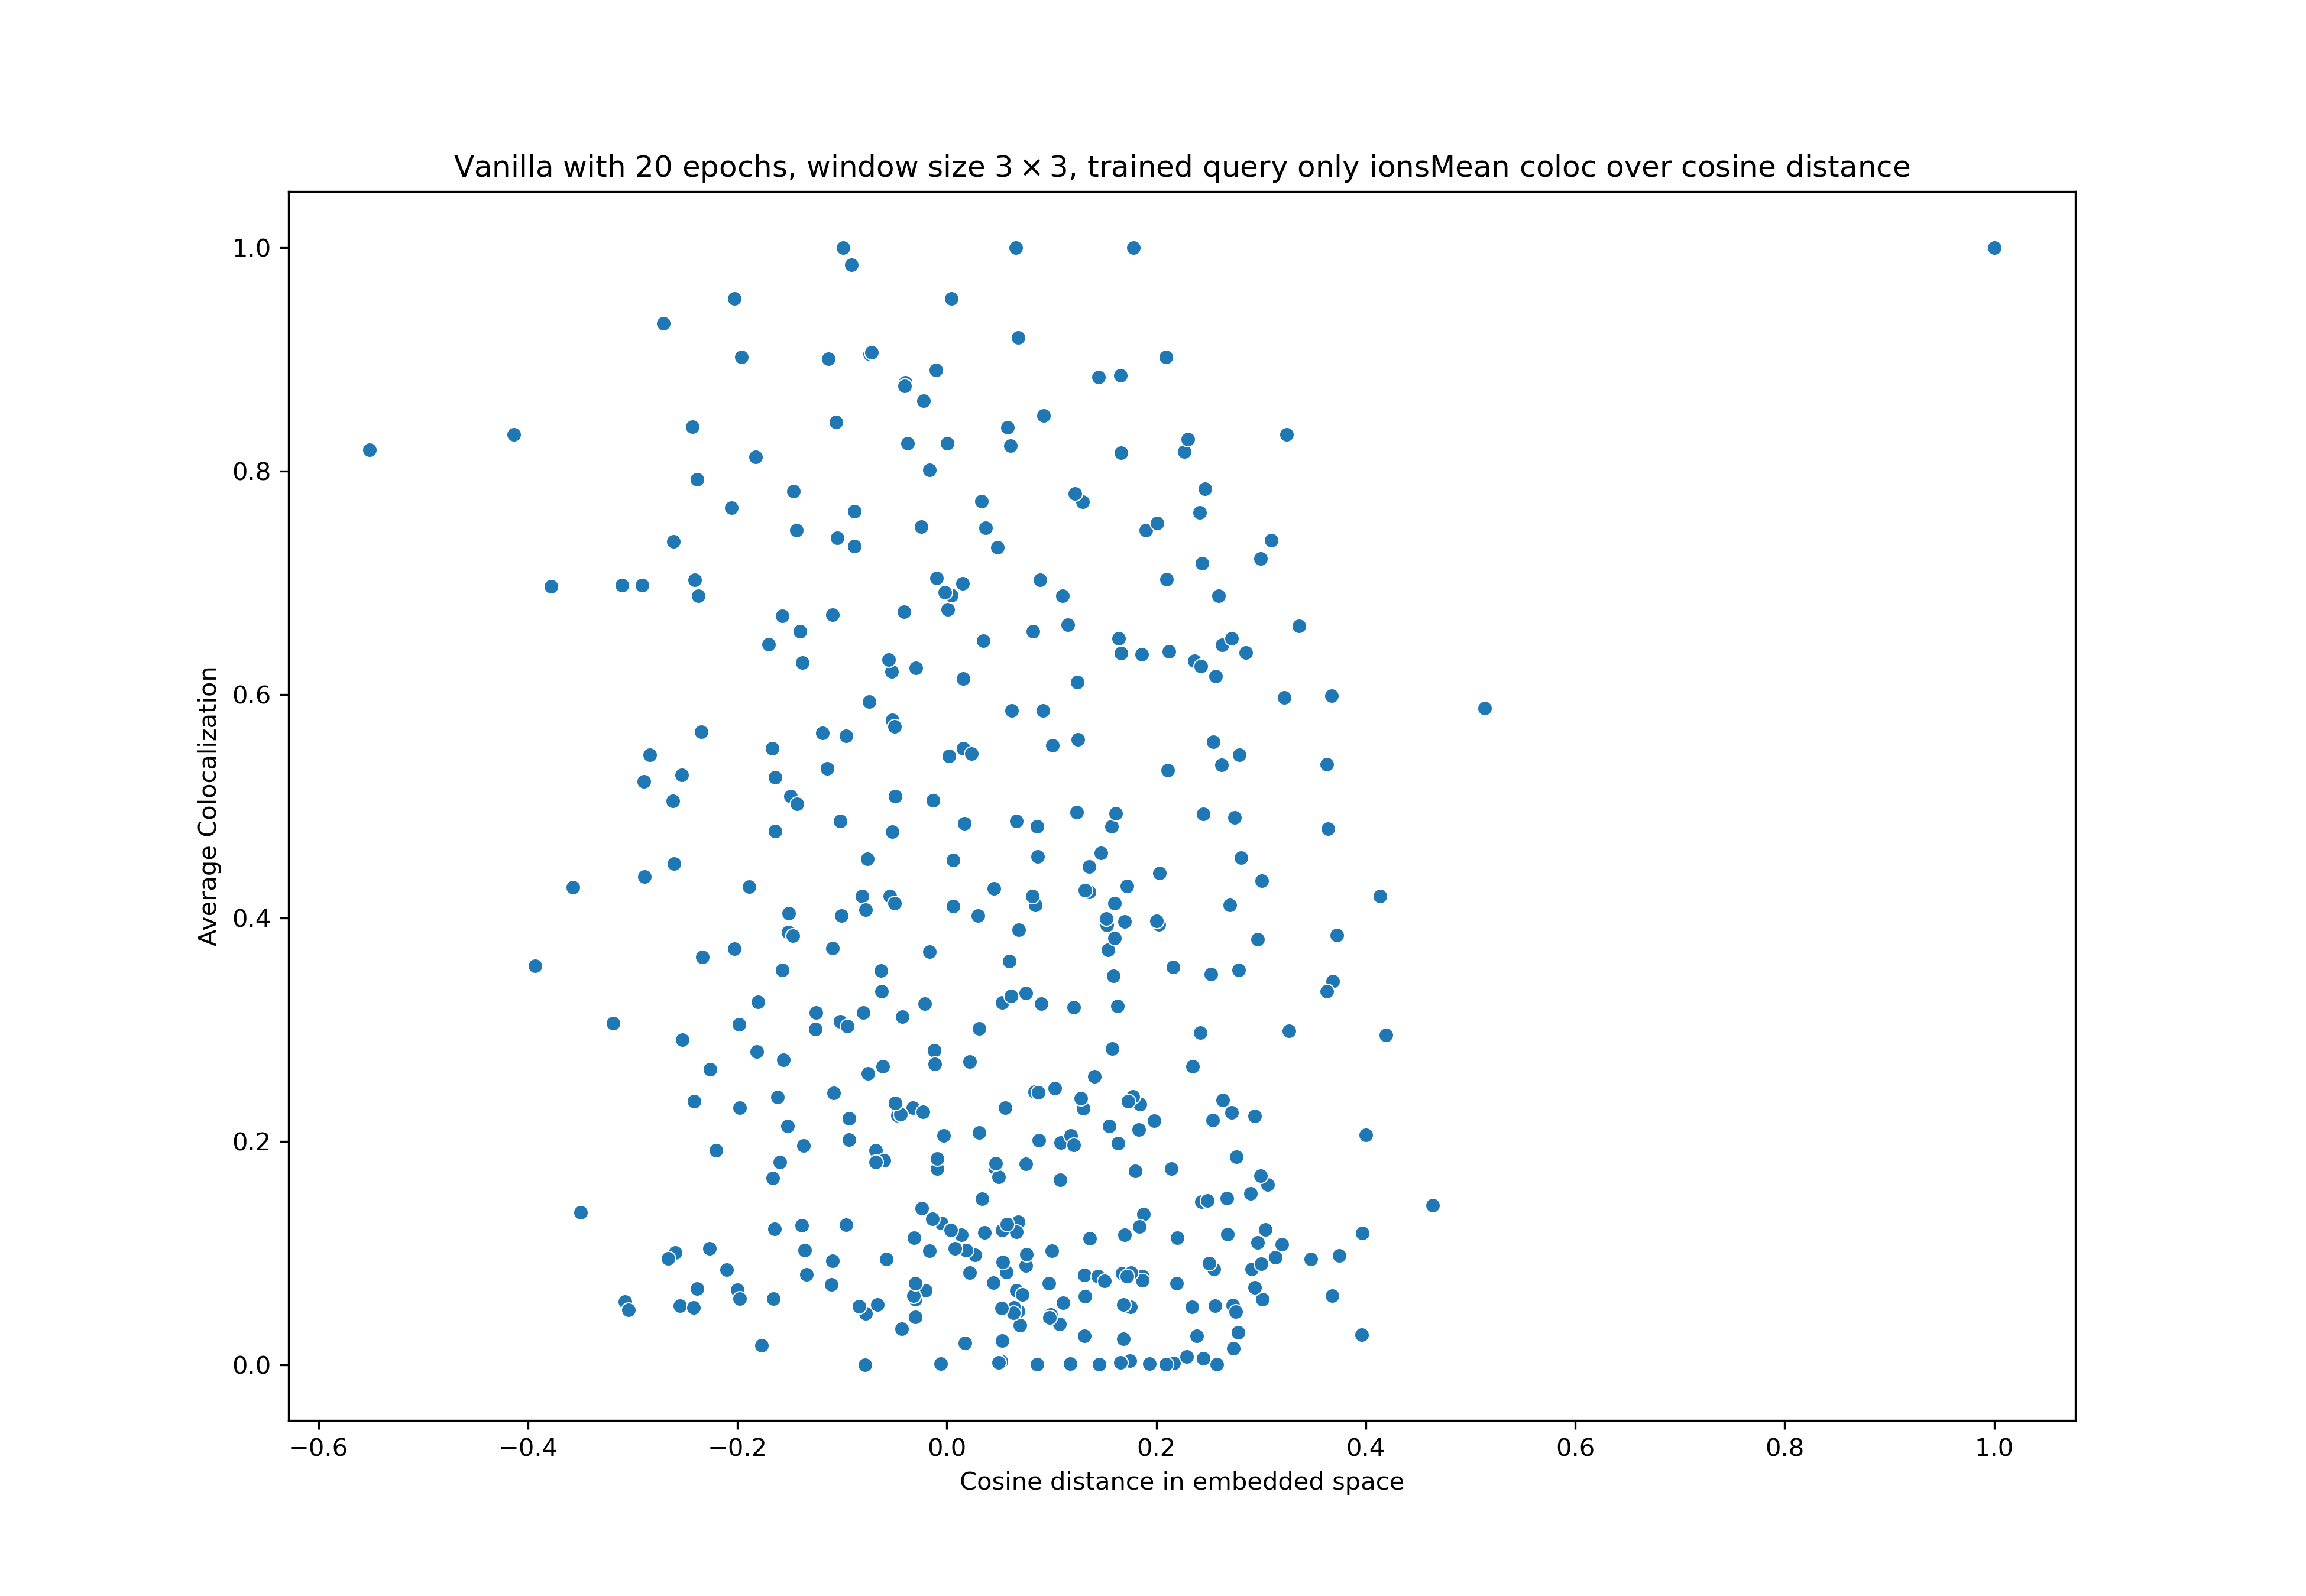 Vanilla with 20 epochs, window size 3 × 3, trained query only ionsMean coloc over cosine distance
Average Colocalization
1.0
0.8
0.6
0.4
0.2
0.0
−0.6 −0.4 −0.2 0.0 0.2 0.4 0.6 0.8 1.0
Cosine distance in embedded space